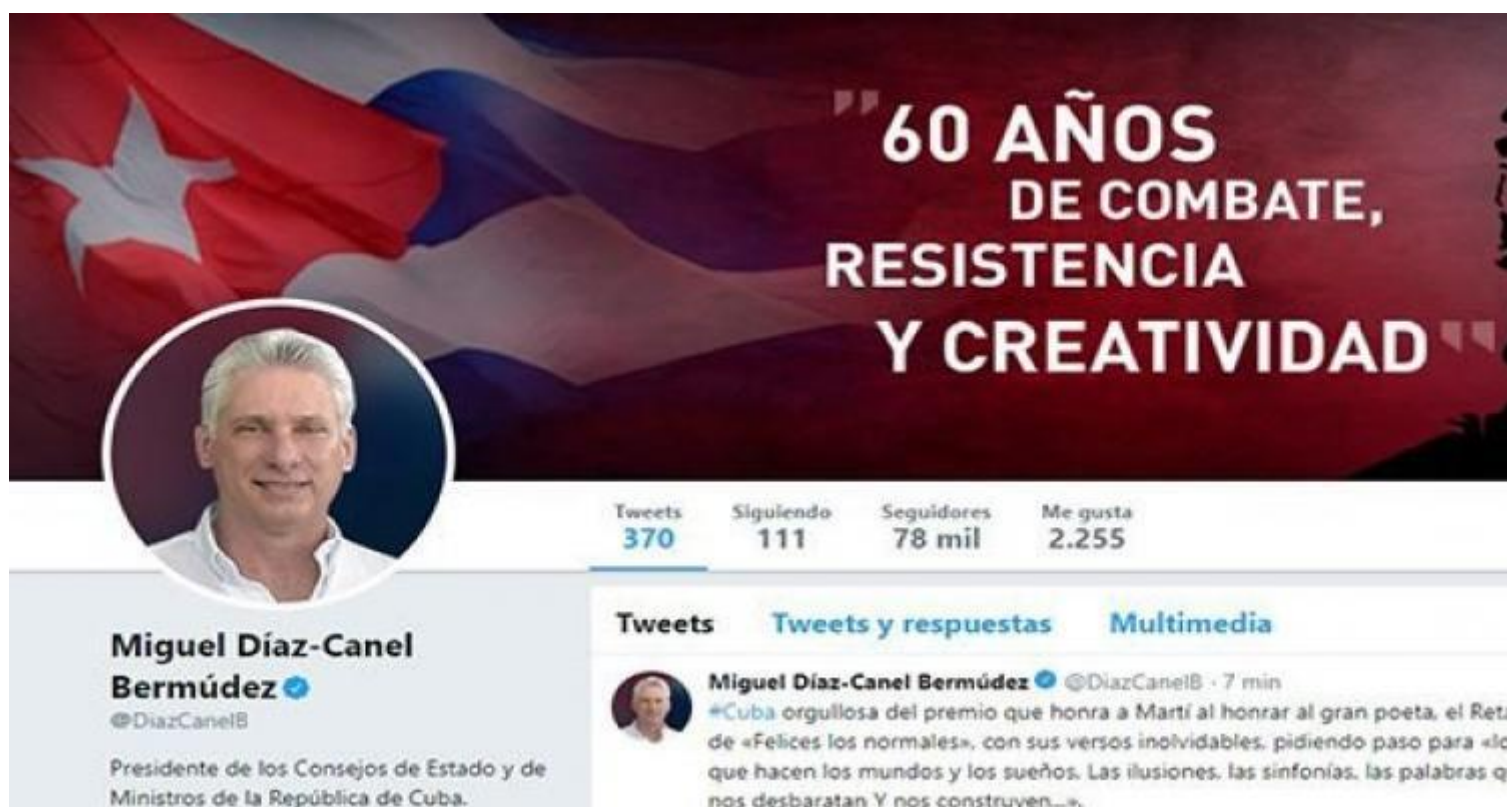 "60 AÑOS
DE COMBATE,
RESISTENCIA
Y CREATIVIDAD"
Tweets Siguiendo Seguidores Me gusta
370 111 78 mil 2.255
Miguel Díaz-Canel
Bermúdez
@DiazCanelB
Presidente de los Consejos de Estado y de
Ministros de la República de Cuba.
Tweets Tweets y respuestas Multimedia
Miguel Díaz-Canel Bermúdez @DiazCanelB · 7 min
#Cuba orgullosa del premio que honra a Martí al honrar al gran poeta, el
de «Felices los normales», con sus versos inolvidables, pidiendo paso para
que hacen los mundos y los sueños. Las ilusiones, las sinfonías, las palabras
nos desbaratan Y nos construyen...».